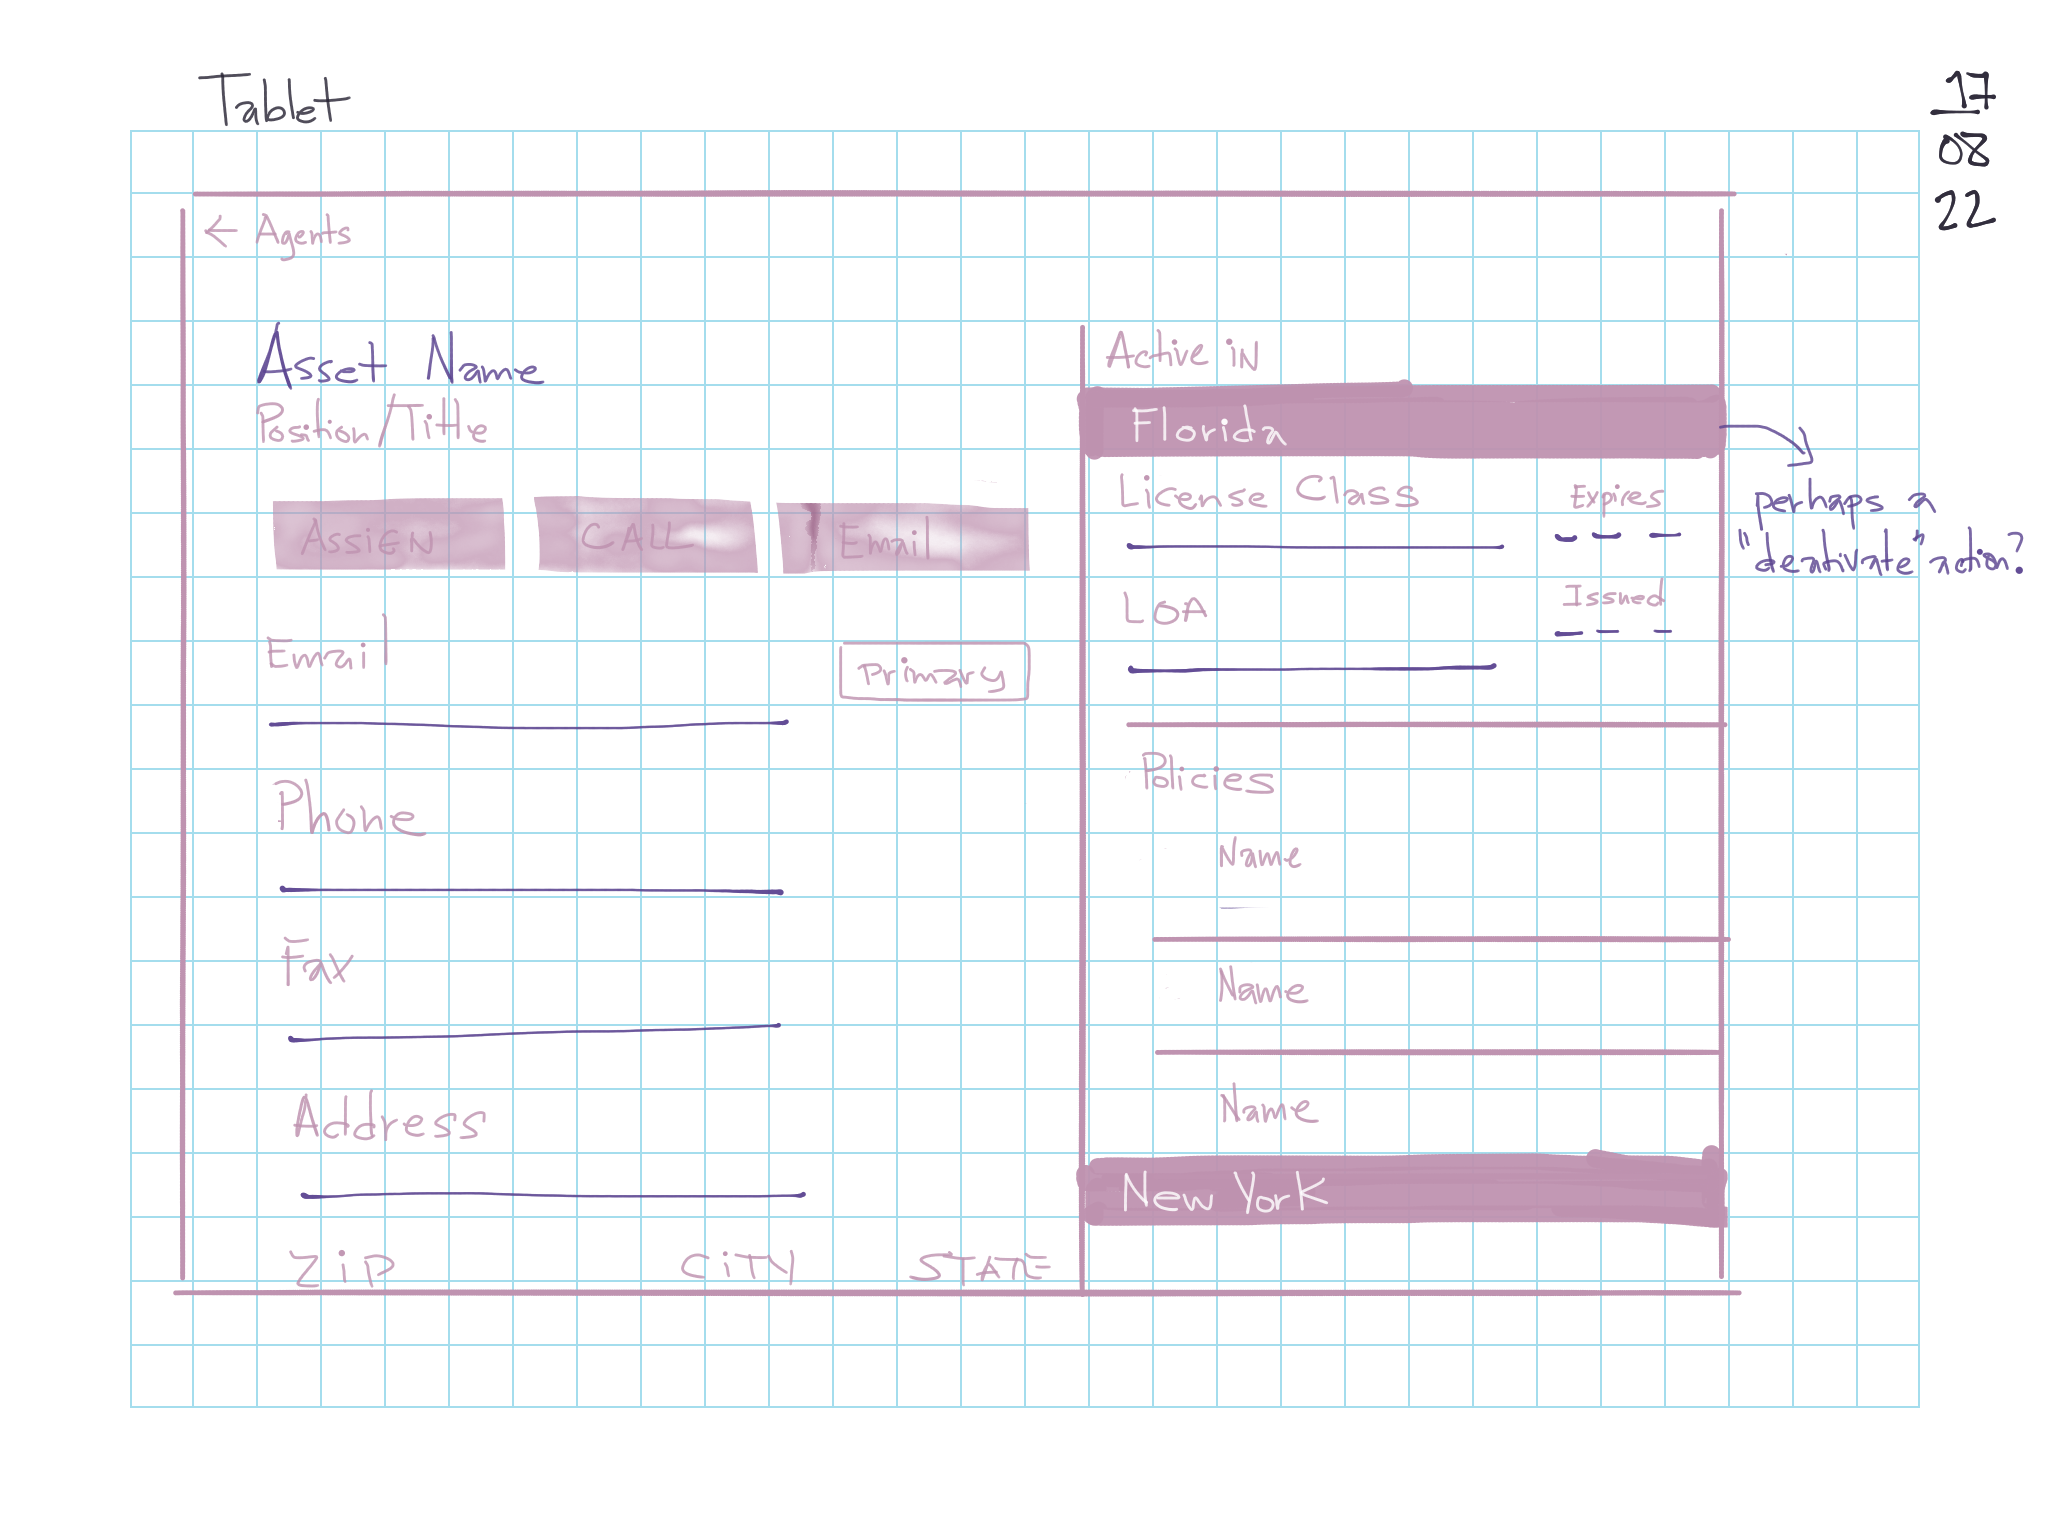 Tablet
17
08
22
← Agents
Asset Name
Position/Title
ASSiGN
CALL
Email
Email
Primary
Phone
Fax
Address
ZiP
CiTY
STATE
Active iN
Florida
License Class
Expires
LOA
Issued
Policies
Name
Name
Name
New York
perhaps a
"deativate" action?